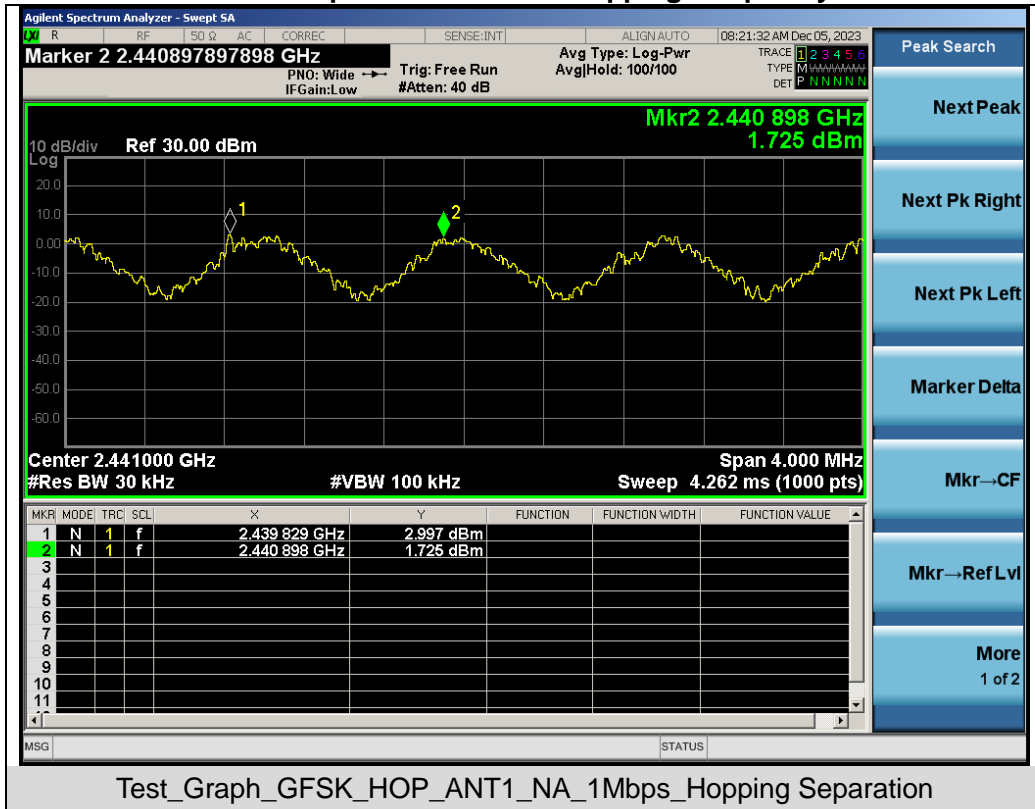 Agilent Spectrum Analyzer - Swept SA
LXI R RF 50 Ω AC CORREC SENSE:INT ALIGN AUTO 08:21:32 AM Dec 05, 2023
Marker 2 2.440897897898 GHz
PNO: Wide
IFGain:Low
Trig: Free Run
#Atten: 40 dB
Avg Type: Log-Pwr
Avg|Hold: 100/100
TRACE 1 2 3 4 5 6
TYPE M WWWWW
DET P N N N N N
Peak Search
Next Peak
Next Pk Right
Next Pk Left
Marker Delta
Mkr→CF
Mkr→Ref Lvl
More
1 of 2
Mkr2 2.440 898 GHz
1.725 dBm
10 dB/div Ref 30.00 dBm
Log
20.0
10.0
0.00
-10.0
-20.0
-30.0
-40.0
-50.0
-60.0
1
2
Center 2.441000 GHz Span 4.000 MHz
#Res BW 30 kHz #VBW 100 kHz Sweep 4.262 ms (1000 pts)
MKR MODE TRC SCL X Y FUNCTION FUNCTION WIDTH FUNCTION VALUE
1 N 1 f 2.439 829 GHz 2.997 dBm
2 N 1 f 2.440 898 GHz 1.725 dBm
3
4
5
6
7
8
9
10
11
MSG STATUS
Test_Graph_GFSK_HOP_ANT1_NA_1Mbps_Hopping Separation